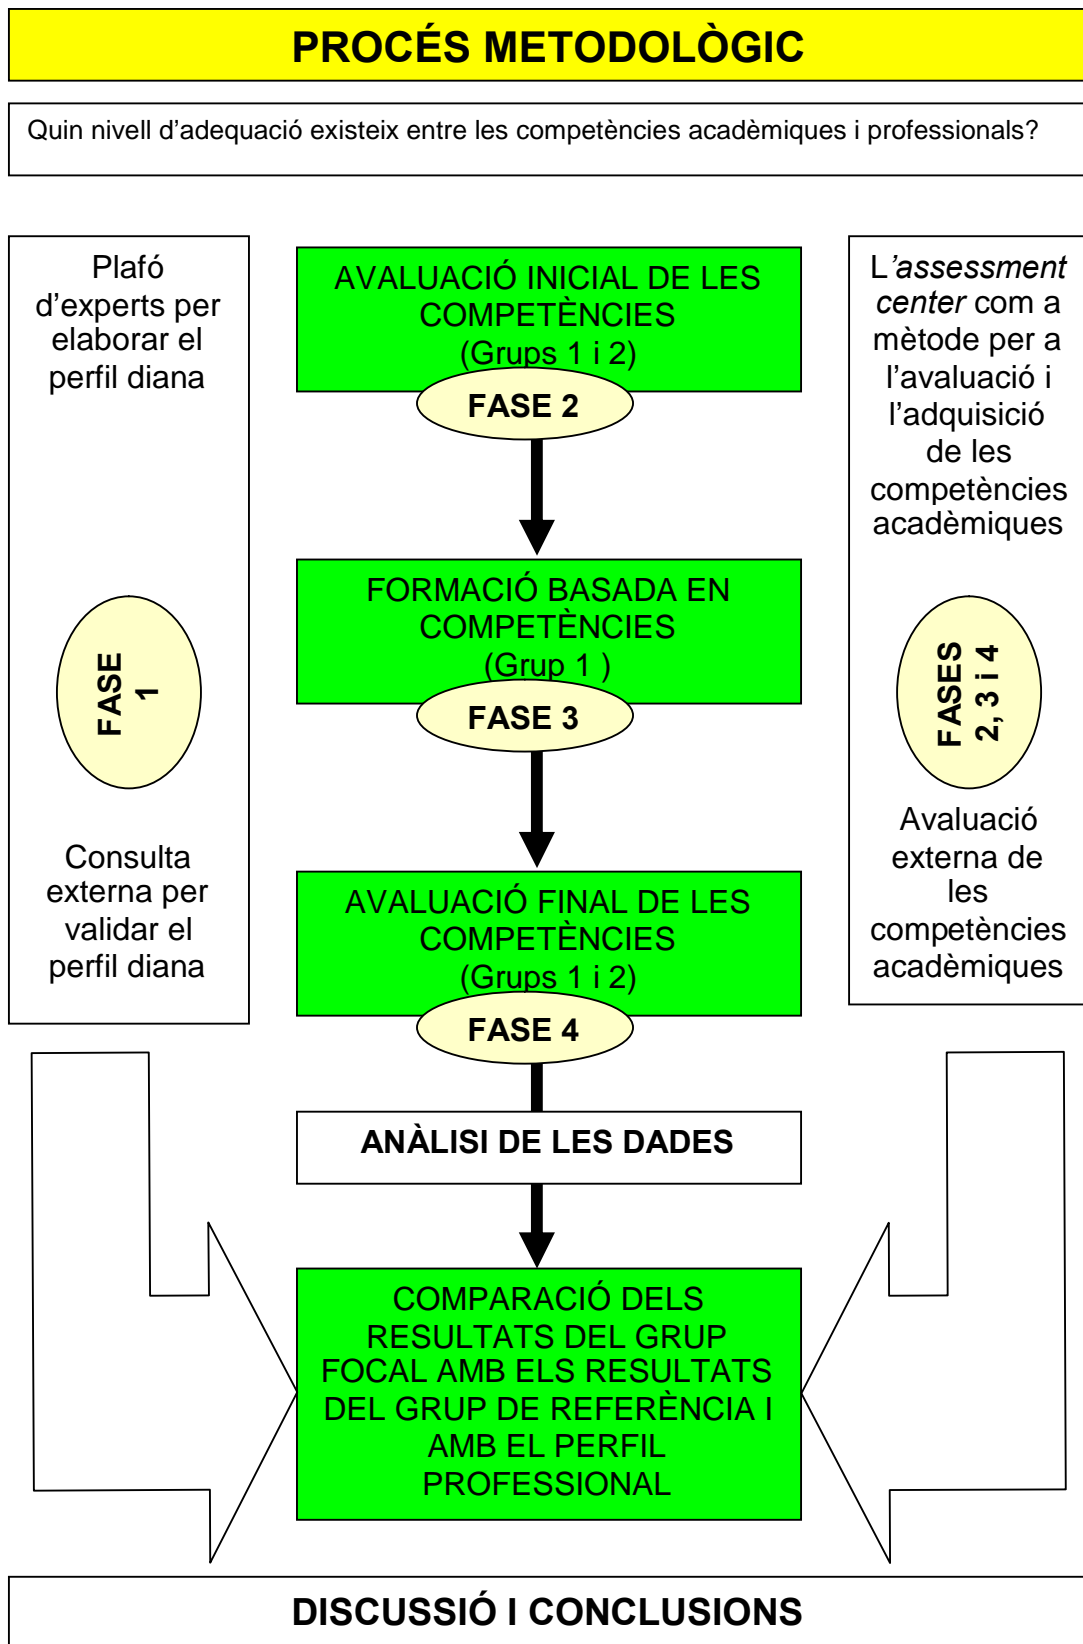 PROCÉS METODOLÒGIC
Quin nivell d'adequació existeix entre les competències acadèmiques i professionals?
Plafó
d'experts per
elaborar el
perfil diana
FASE
1
Consulta
externa per
validar el
perfil diana
AVALUACIÓ INICIAL DE LES
COMPETÈNCIES
(Grups 1 i 2)
FASE 2
FORMACIÓ BASADA EN
COMPETÈNCIES
(Grup 1 )
FASE 3
AVALUACIÓ FINAL DE LES
COMPETÈNCIES
(Grups 1 i 2)
FASE 4
L'assessment
center com a
mètode per a
l'avaluació i
l'adquisició
de les
competències
acadèmiques
FASES
2, 3 i 4
Avaluació
externa de
les
competències
acadèmiques
ANÀLISI DE LES DADES
COMPARACIÓ DELS
RESULTATS DEL GRUP
FOCAL AMB ELS RESULTATS
DEL GRUP DE REFERÈNCIA I
AMB EL PERFIL
PROFESSIONAL
DISCUSSIÓ I CONCLUSIONS